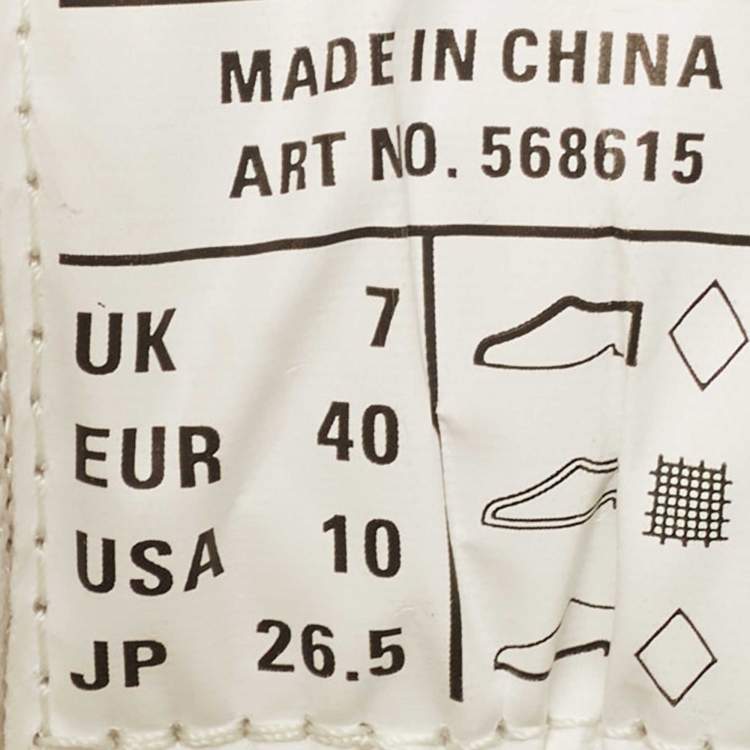 MADE IN CHINA
ART NO. 568615
UK 7
EUR 40
USA 10
JP 26.5